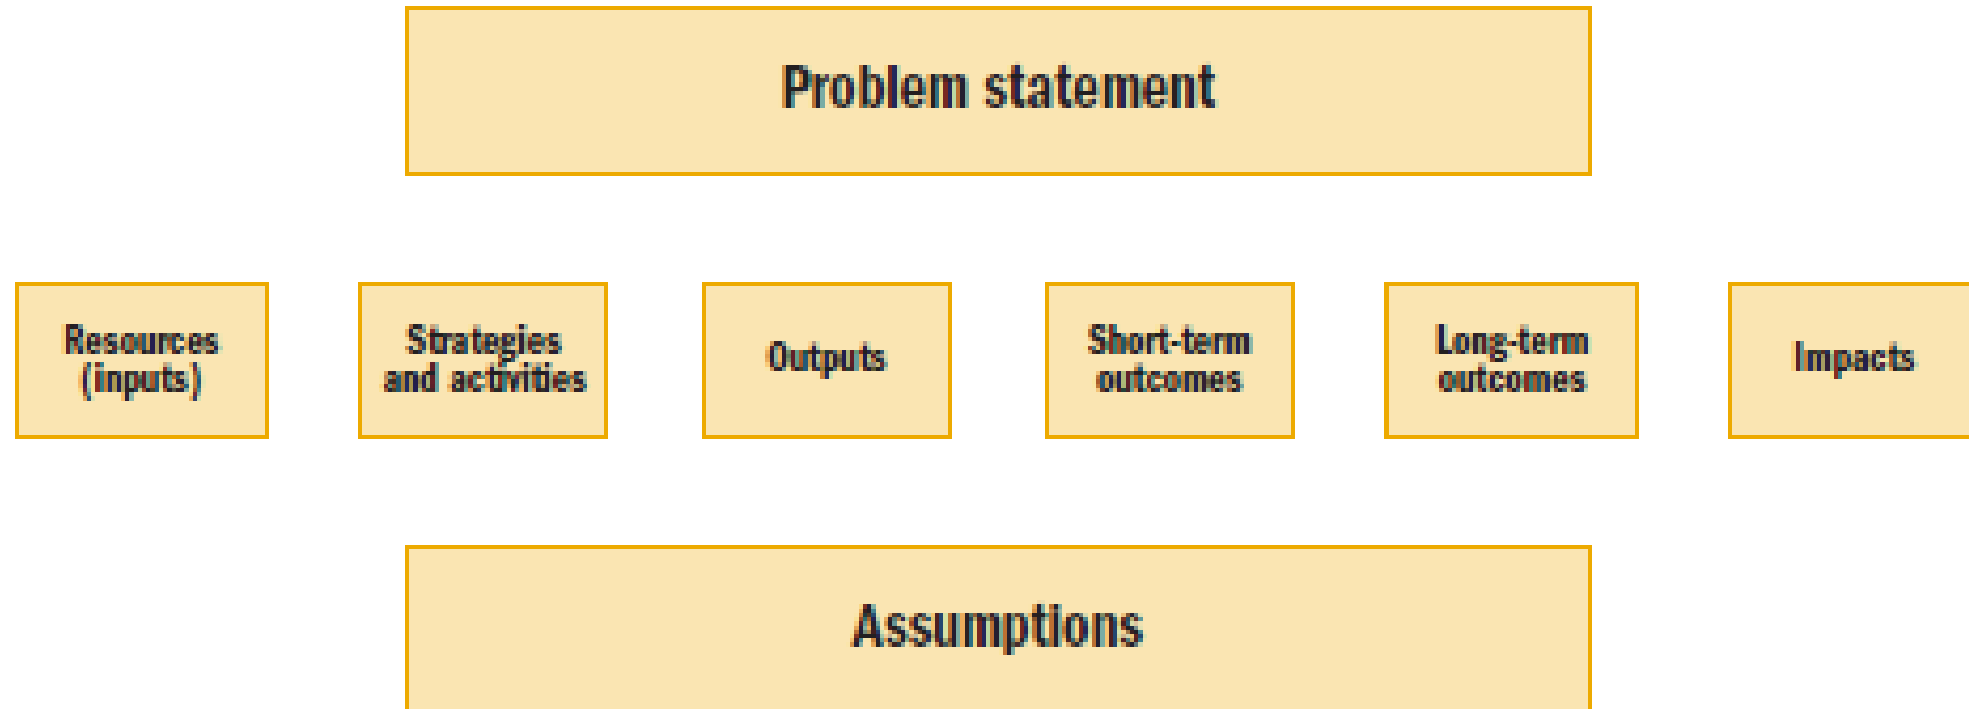 Problem statement
Resources
(inputs)
Strategies
and activities
Outputs
Short-term
outcomes
Long-term
outcomes
Impacts
Assumptions